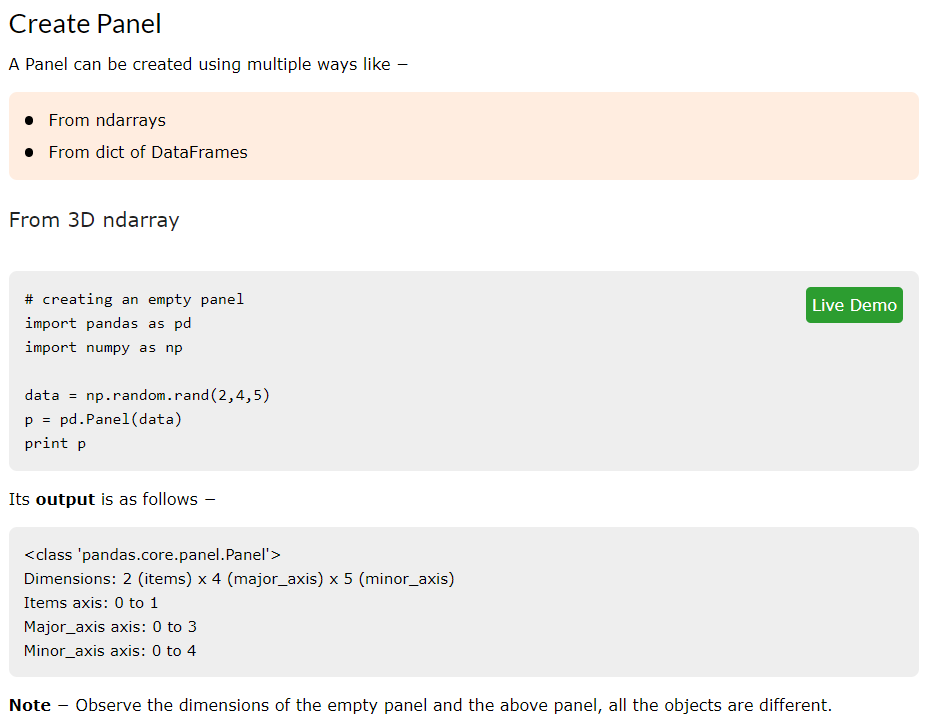 Create Panel
A Panel can be created using multiple ways like −
● From ndarrays
● From dict of DataFrames
From 3D ndarray
# creating an empty panel
Live Demo
import pandas as pd
import numpy as np
data = np.random.rand(2,4,5)
p = pd.Panel(data)
print p
Its output is as follows −
<class 'pandas.core.panel.Panel'>
Dimensions: 2 (items) x 4 (major_axis) x 5 (minor_axis)
Items axis: 0 to 1
Major_axis axis: 0 to 3
Minor_axis axis: 0 to 4
Note − Observe the dimensions of the empty panel and the above panel, all the objects are different.